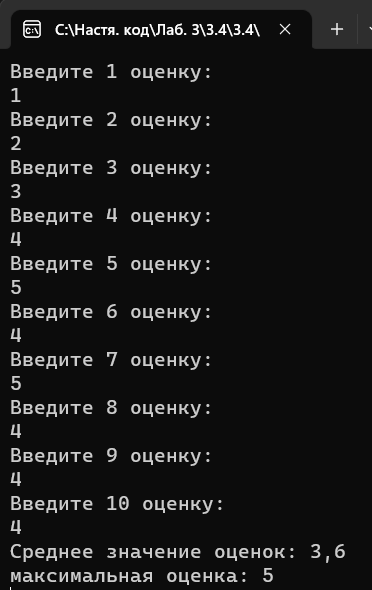 C:\Настя. код\Лаб. 3\3.4\3.4\
Введите 1 оценку:
1
Введите 2 оценку:
2
Введите 3 оценку:
3
Введите 4 оценку:
4
Введите 5 оценку:
5
Введите 6 оценку:
4
Введите 7 оценку:
5
Введите 8 оценку:
4
Введите 9 оценку:
4
Введите 10 оценку:
4
Среднее значение оценок: 3,6
максимальная оценка: 5